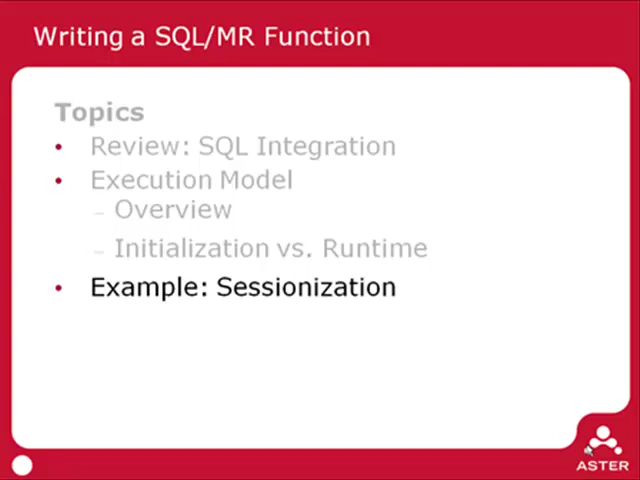 Writing a SQL/MR Function
Topics
• Review: SQL Integration
• Execution Model
– Overview
– Initialization vs. Runtime
• Example: Sessionization
ASTER